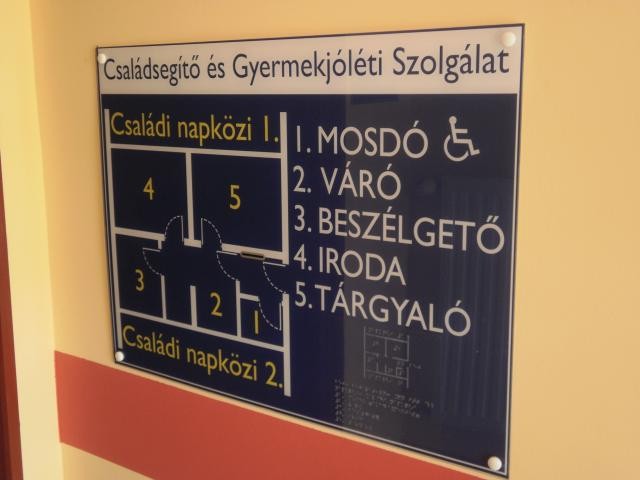 Családsegítő és Gyermekjóléti Szolgálat
Családi napközi 1.
4
5
3
2
1
Családi napközi 2.
1. MOSDÓ
2. VÁRÓ
3. BESZÉLGETŐ
4. IRODA
5. TÁRGYALÓ